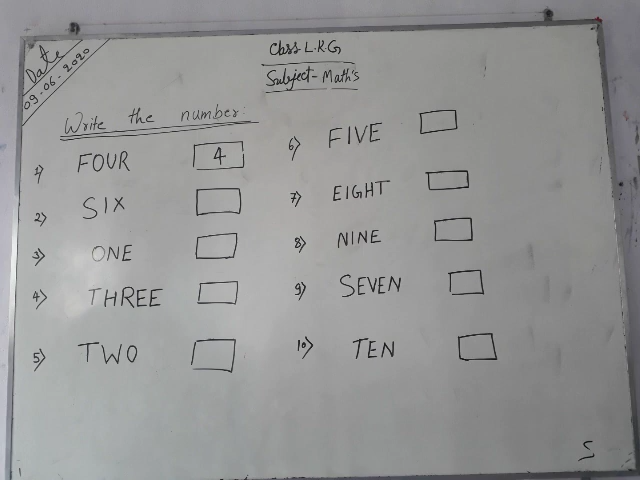 Date
09-06-2020
Class L.R.G
Subject - Math's
Write the number:
1) FOUR 4
2) SIX
3) ONE
4) THREE
5) TWO
6) FIVE
7) EIGHT
8) NINE
9) SEVEN
10) TEN